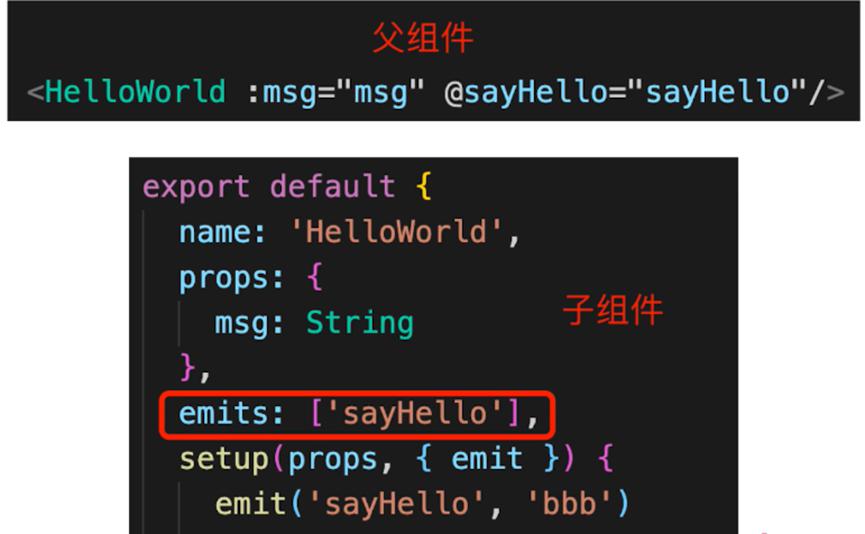 父组件
<HelloWorld :msg="msg" @sayHello="sayHello"/>
export default {
name: 'HelloWorld',
props: {
msg: String
子组件
},
emits: ['sayHello'],
setup(props, { emit }) {
emit('sayHello', 'bbb')